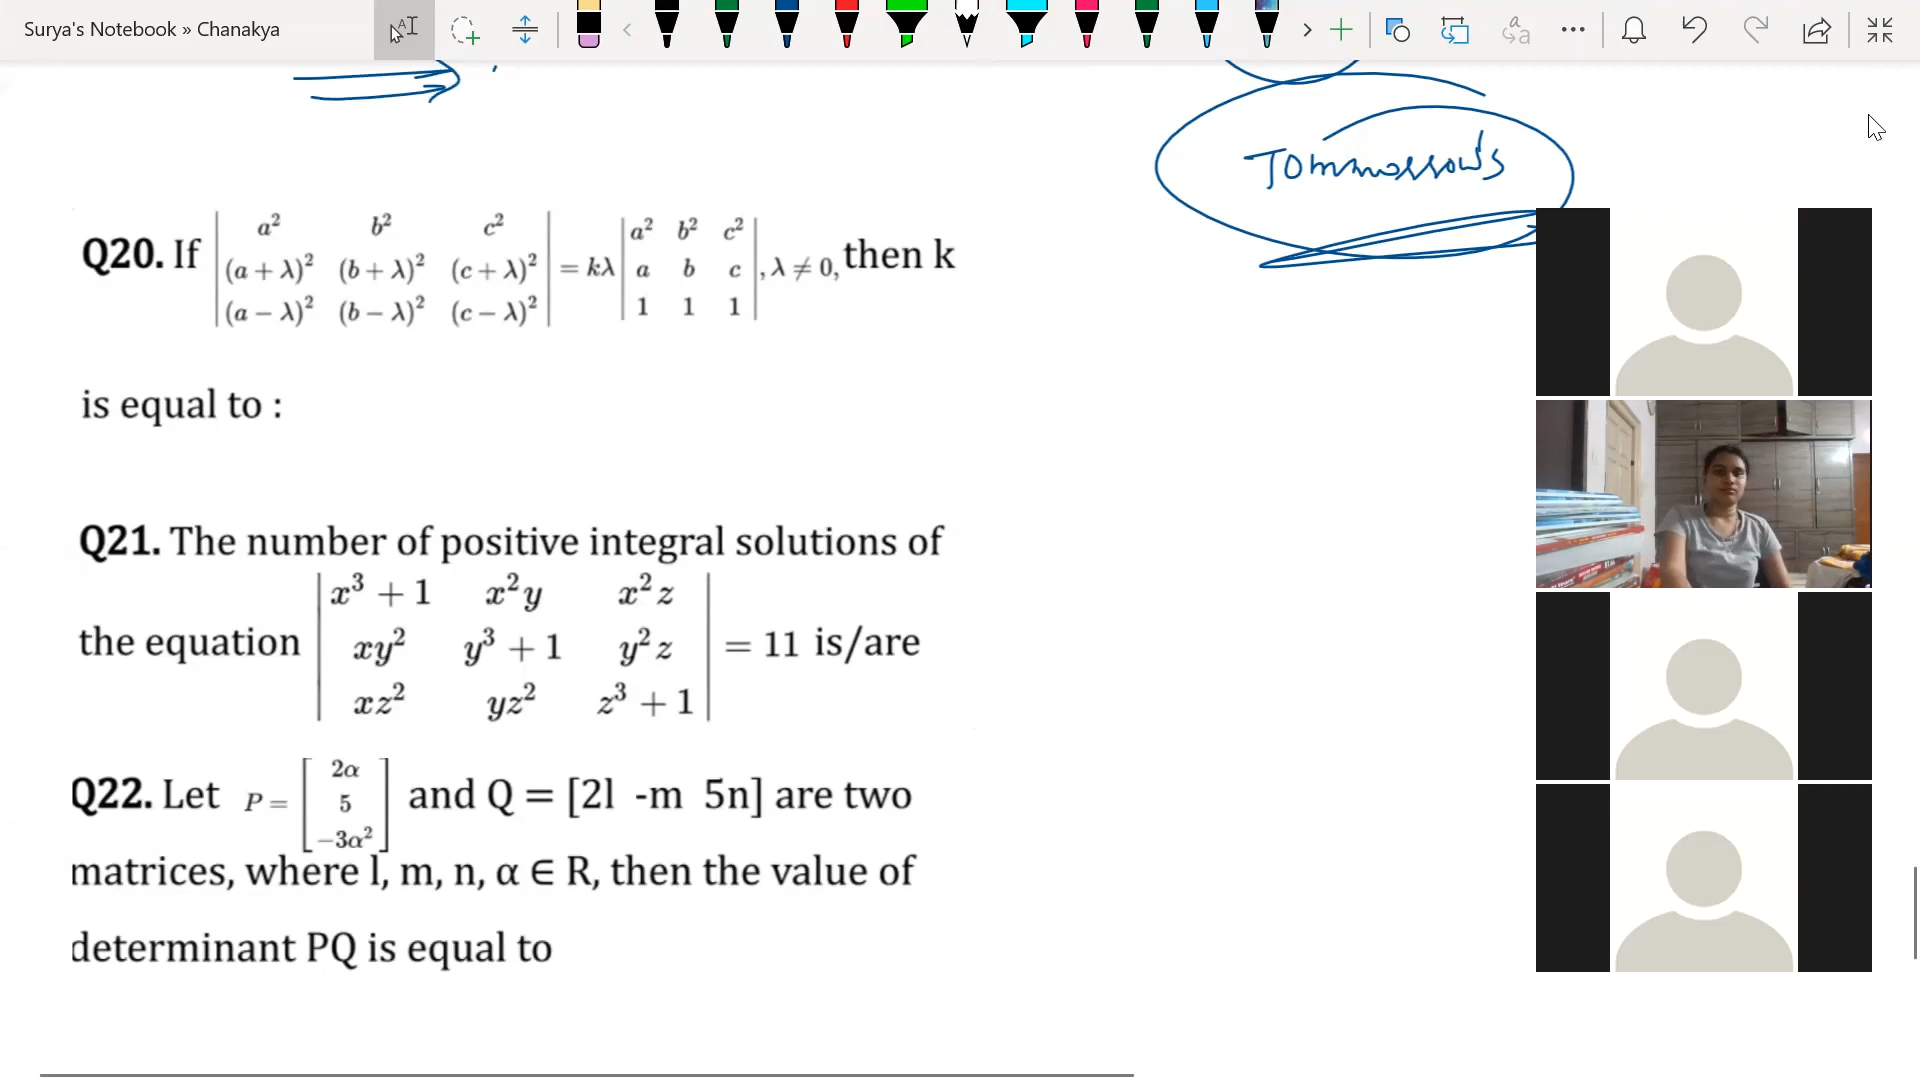 Surya's Notebook » Chanakya
Tommorrow's
Q20. If | a² b² c² |
| (a + λ)² (b + λ)² (c + λ)² | = kλ | a² b² c² | , λ ≠ 0, then k
| (a − λ)² (b − λ)² (c − λ)² | | a b c |
| 1 1 1 |
is equal to :
Q21. The number of positive integral solutions of
| x³ + 1 x²y x²z |
the equation | xy² y³ + 1 y²z | = 11 is/are
| xz² yz² z³ + 1 |
Q22. Let P = [ 2α 5 −3α² ] and Q = [2l -m 5n] are two
matrices, where l, m, n, α ∈ R, then the value of
determinant PQ is equal to